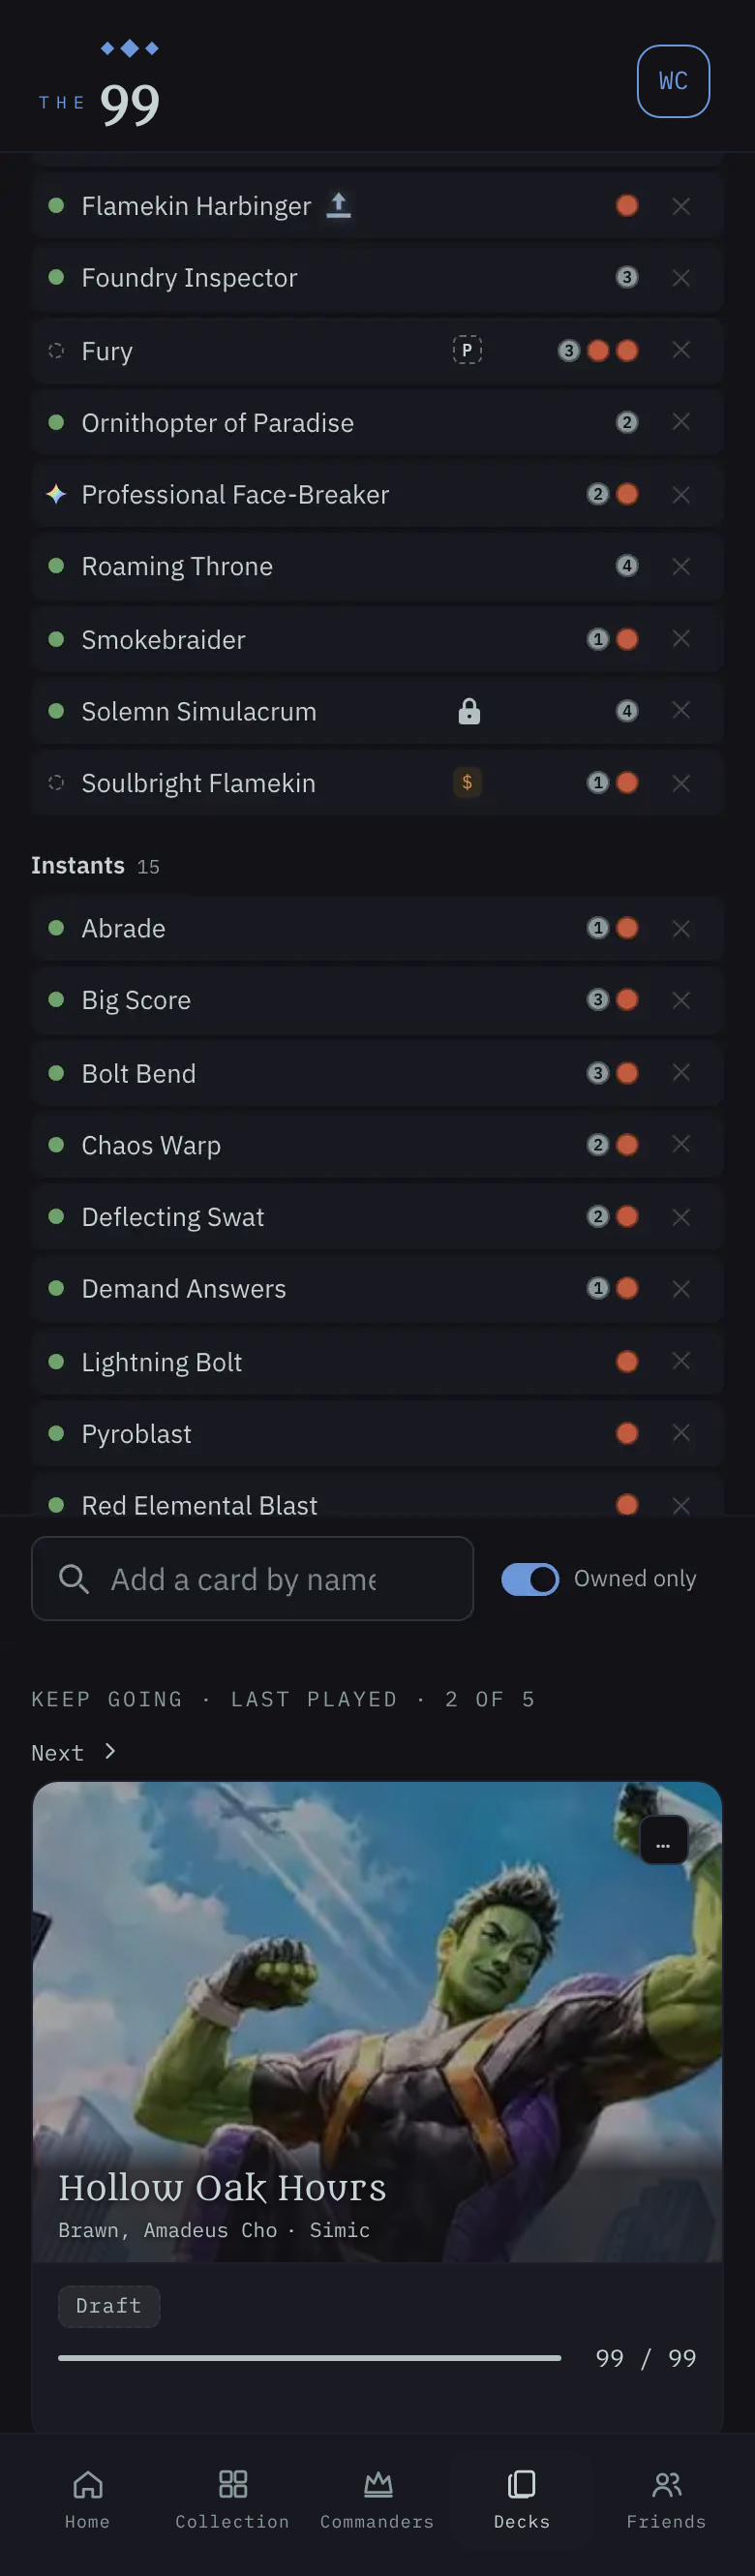 THE 99
WC
Flamekin Harbinger
Foundry Inspector 3
Fury P 3
Ornithopter of Paradise 2
Professional Face-Breaker 2
Roaming Throne 4
Smokebraider 1
Solemn Simulacrum 4
Soulbright Flamekin $ 1
Instants 15
Abrade 1
Big Score 3
Bolt Bend 3
Chaos Warp 2
Deflecting Swat 2
Demand Answers 1
Lightning Bolt
Pyroblast
Red Elemental Blast
Add a card by name
Owned only
KEEP GOING · LAST PLAYED · 2 OF 5
Next
…
Hollow Oak Hours
Brawn, Amadeus Cho · Simic
Draft
99 / 99
Home Collection Commanders Decks Friends